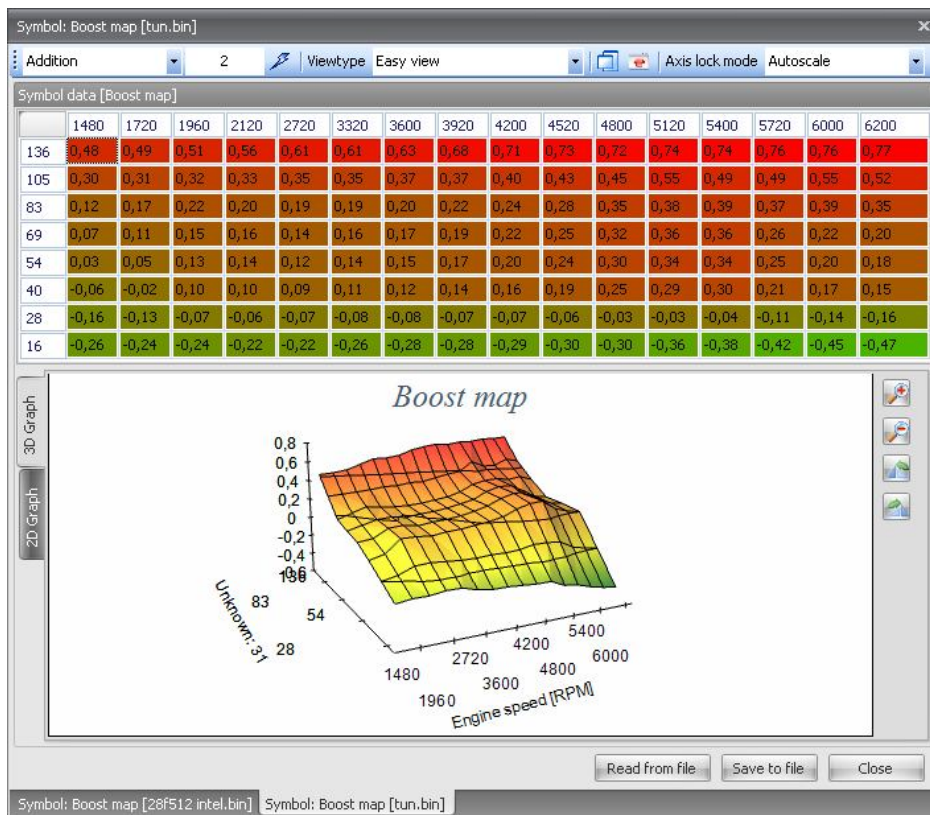 Symbol: Boost map [tun.bin]
Addition 2 Viewtype Easy view Axis lock mode Autoscale
Symbol data [Boost map]
1480 1720 1960 2120 2720 3320 3600 3920 4200 4520 4800 5120 5400 5720 6000 6200
136 0,48 0,49 0,51 0,56 0,61 0,61 0,63 0,68 0,71 0,73 0,72 0,74 0,74 0,76 0,76 0,77
105 0,30 0,31 0,32 0,33 0,35 0,35 0,37 0,37 0,40 0,43 0,45 0,55 0,49 0,49 0,55 0,52
83 0,12 0,17 0,22 0,20 0,19 0,19 0,20 0,22 0,24 0,28 0,35 0,38 0,39 0,37 0,39 0,35
69 0,07 0,11 0,15 0,16 0,14 0,16 0,17 0,19 0,22 0,25 0,32 0,36 0,36 0,26 0,22 0,20
54 0,03 0,05 0,13 0,14 0,12 0,14 0,15 0,17 0,20 0,24 0,30 0,34 0,34 0,25 0,20 0,18
40 -0,06 -0,02 0,10 0,10 0,09 0,11 0,12 0,14 0,16 0,19 0,25 0,29 0,30 0,21 0,17 0,15
28 -0,16 -0,13 -0,07 -0,06 -0,07 -0,08 -0,08 -0,07 -0,07 -0,06 -0,03 -0,03 -0,04 -0,11 -0,14 -0,16
16 -0,26 -0,24 -0,24 -0,22 -0,22 -0,26 -0,28 -0,28 -0,29 -0,30 -0,30 -0,36 -0,38 -0,42 -0,45 -0,47
3D Graph
2D Graph
Boost map
0,8
0,6
0,4
0,2
0
-0,2
-0,4
-0,6
136
83
54
28
Unknown: 31
1480
1960
2720
3600
4200
4800
5400
6000
Engine speed [RPM]
Read from file Save to file Close
Symbol: Boost map [28f512 intel.bin] Symbol: Boost map [tun.bin]